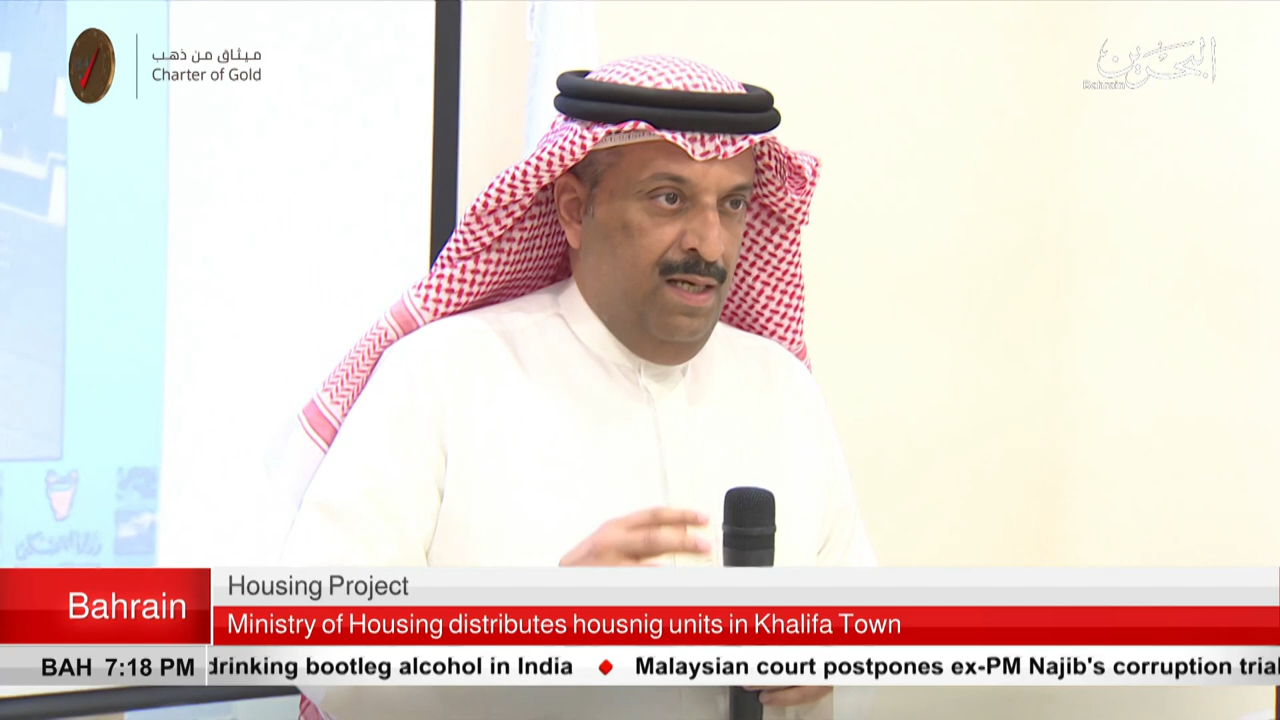 ميثاق من ذهب
Charter of Gold
البحرين
Bahrain
Bahrain
Housing Project
Ministry of Housing distributes housnig units in Khalifa Town
BAH 7:18 PM
drinking bootleg alcohol in India
Malaysian court postpones ex-PM Najib's corruption trial